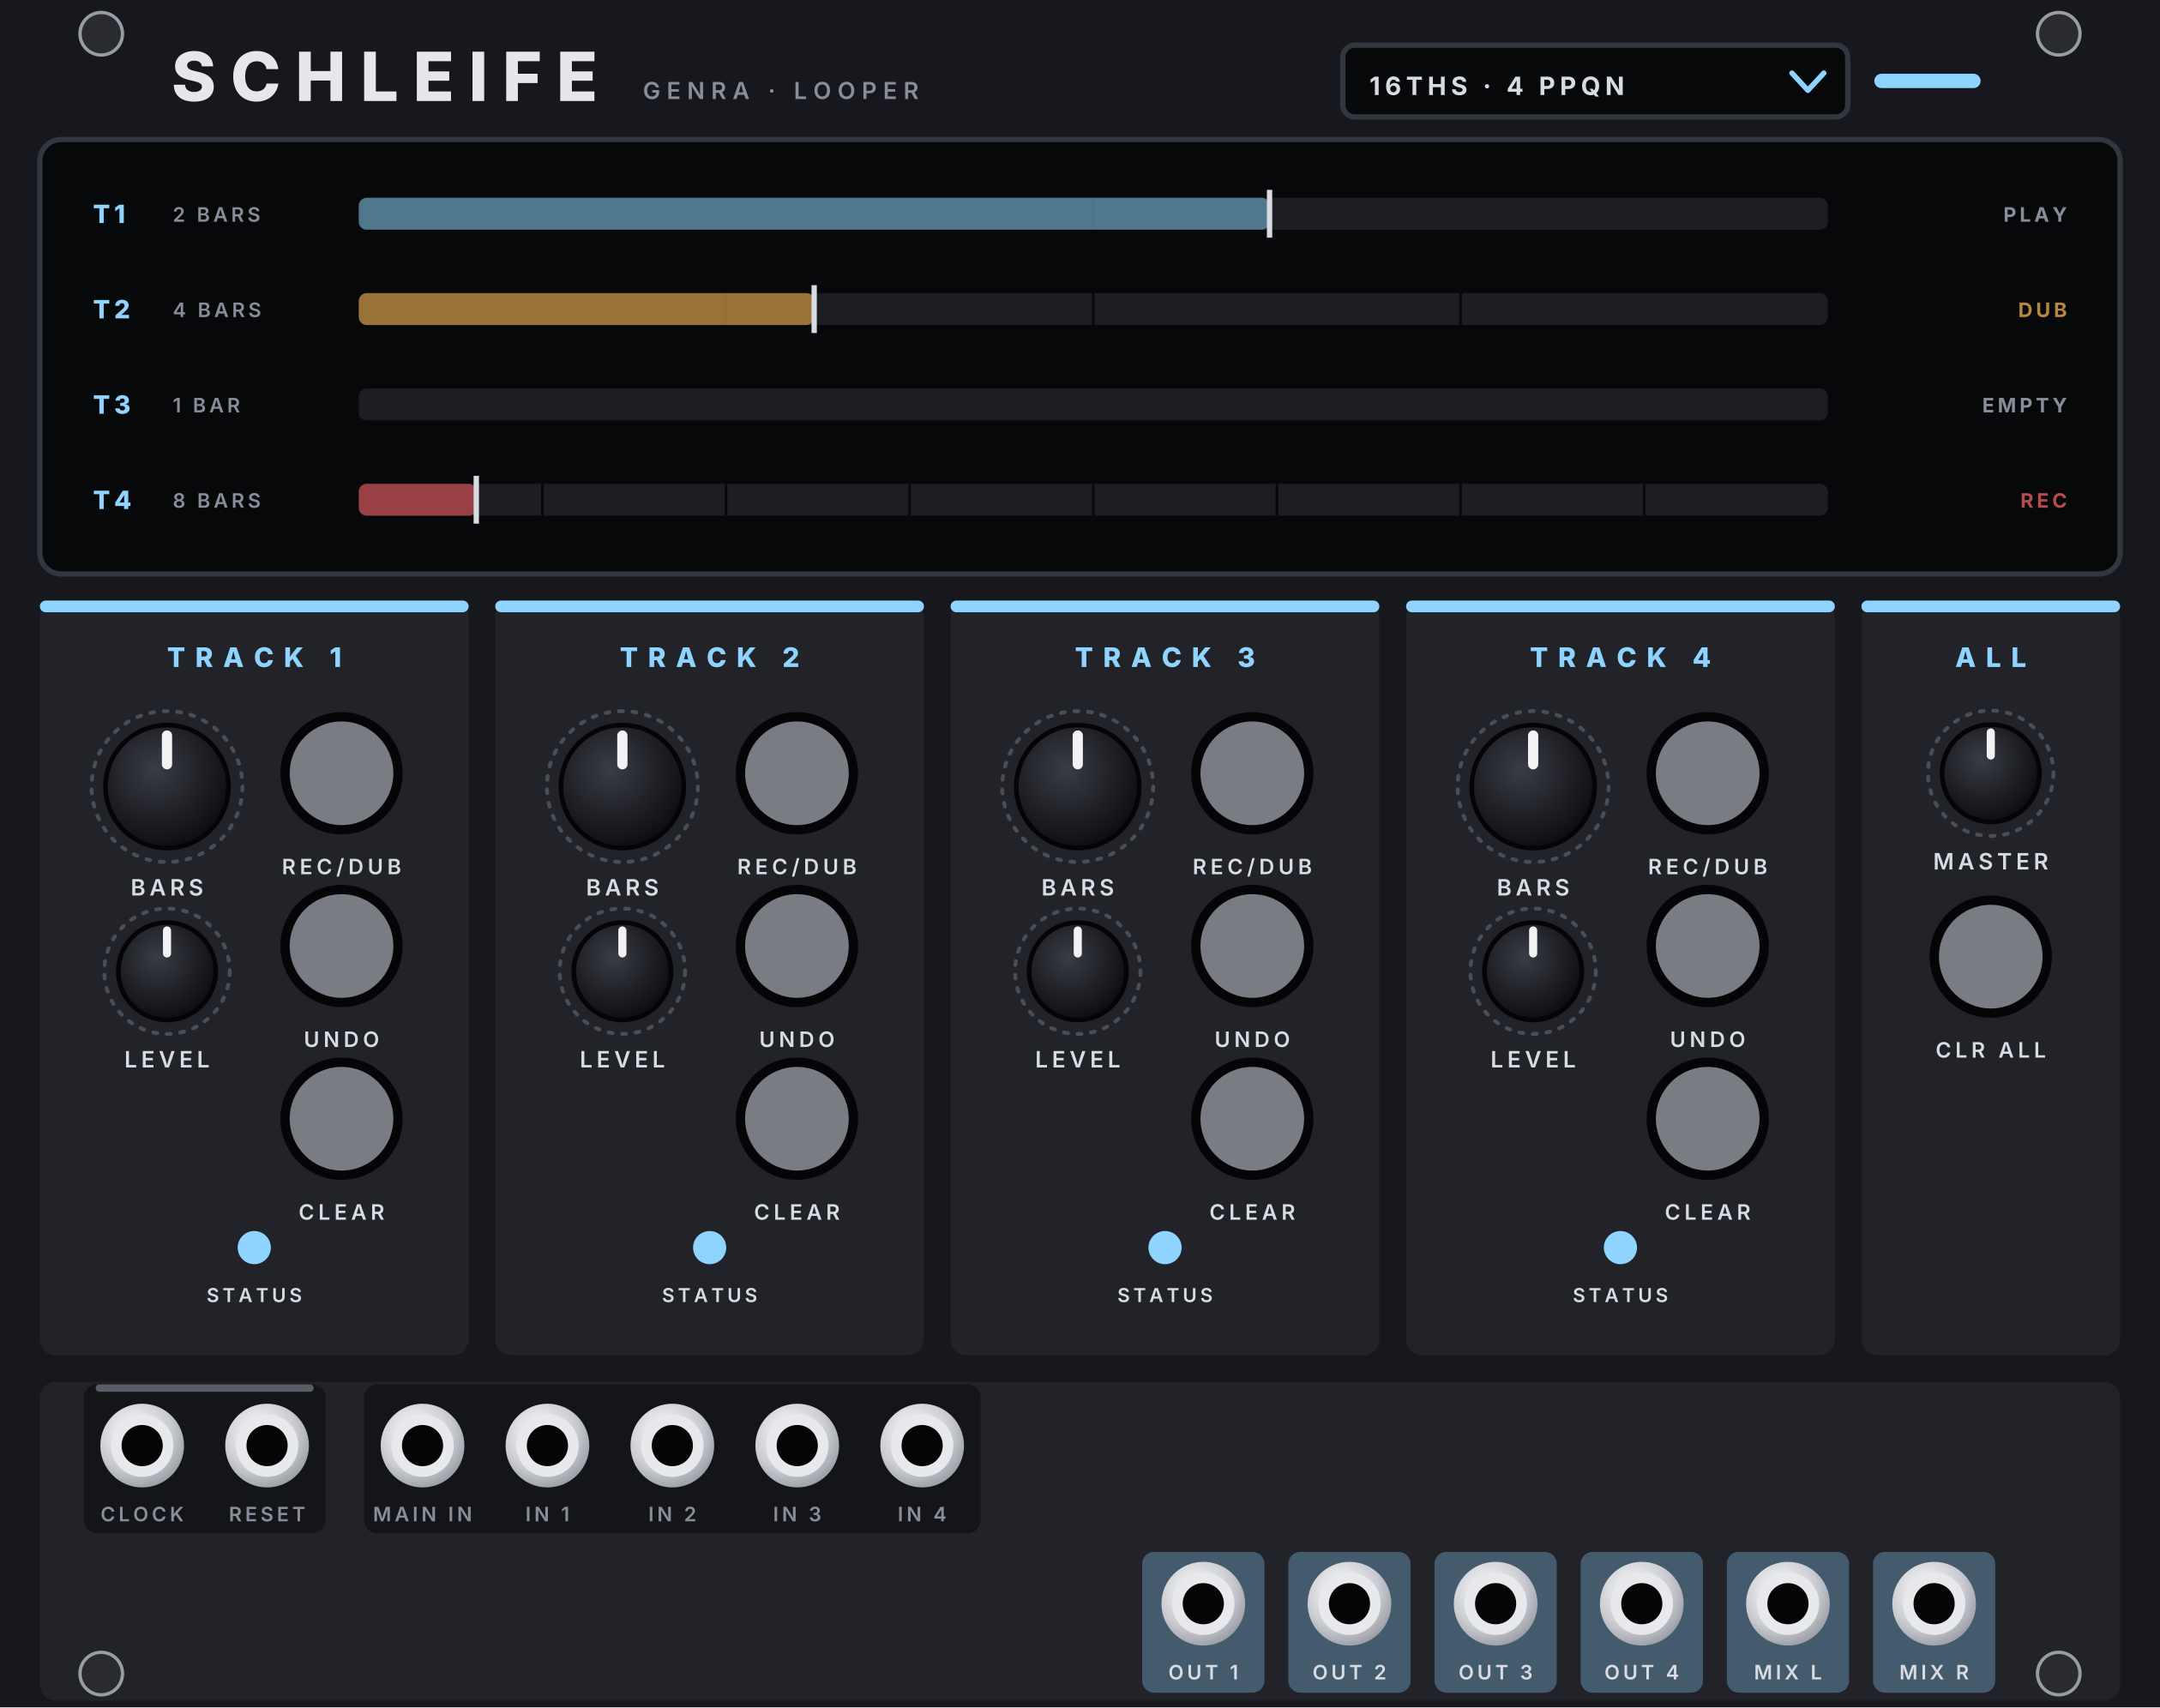 SCHLEIFE GENRA · LOOPER 16THS · 4 PPQN
T1 2 BARS PLAY
T2 4 BARS DUB
T3 1 BAR EMPTY
T4 8 BARS REC
TRACK 1 TRACK 2 TRACK 3 TRACK 4 ALL
REC/DUB REC/DUB REC/DUB REC/DUB MASTER
BARS BARS BARS BARS
UNDO UNDO UNDO UNDO CLR ALL
LEVEL LEVEL LEVEL LEVEL
CLEAR CLEAR CLEAR CLEAR
STATUS STATUS STATUS STATUS
CLOCK RESET MAIN IN IN 1 IN 2 IN 3 IN 4
OUT 1 OUT 2 OUT 3 OUT 4 MIX L MIX R